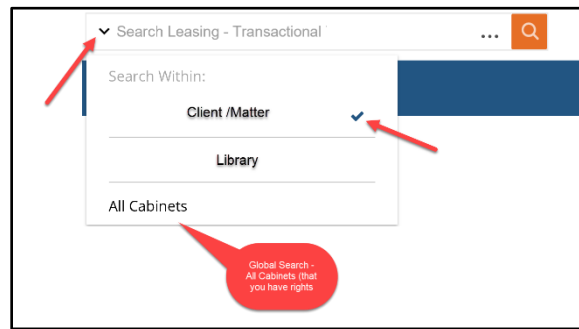 Search Leasing - Transactional
...
Search Within:
Client /Matter
Library
All Cabinets
Global Search -
All Cabinets (that
you have rights